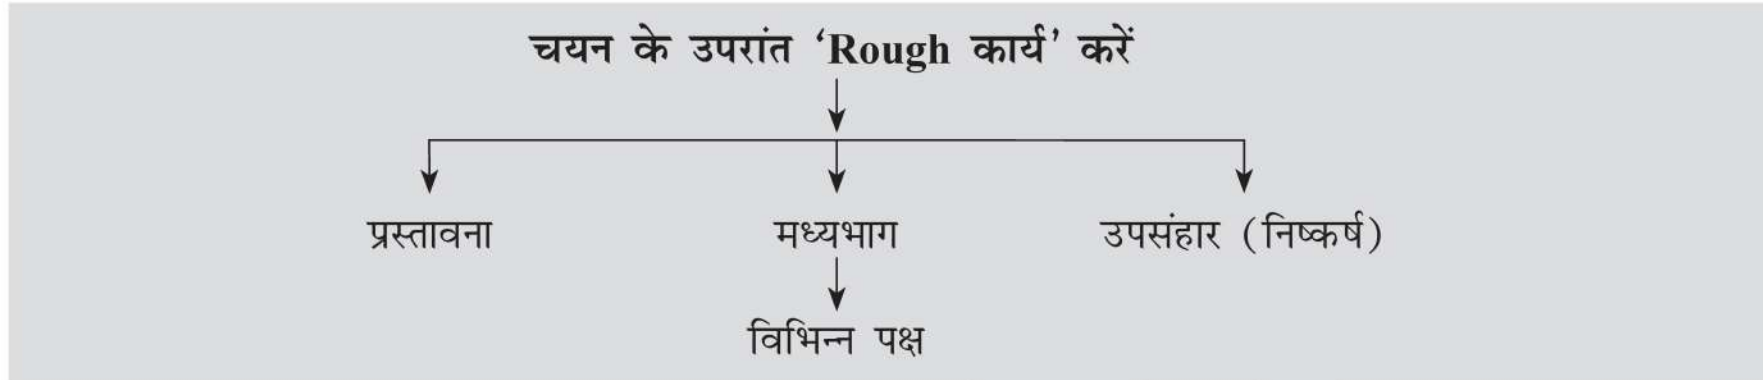 चयन के उपरांत ‘Rough कार्य’ करें
प्रस्तावना मध्यभाग उपसंहार (निष्कर्ष)
विभिन्न पक्ष